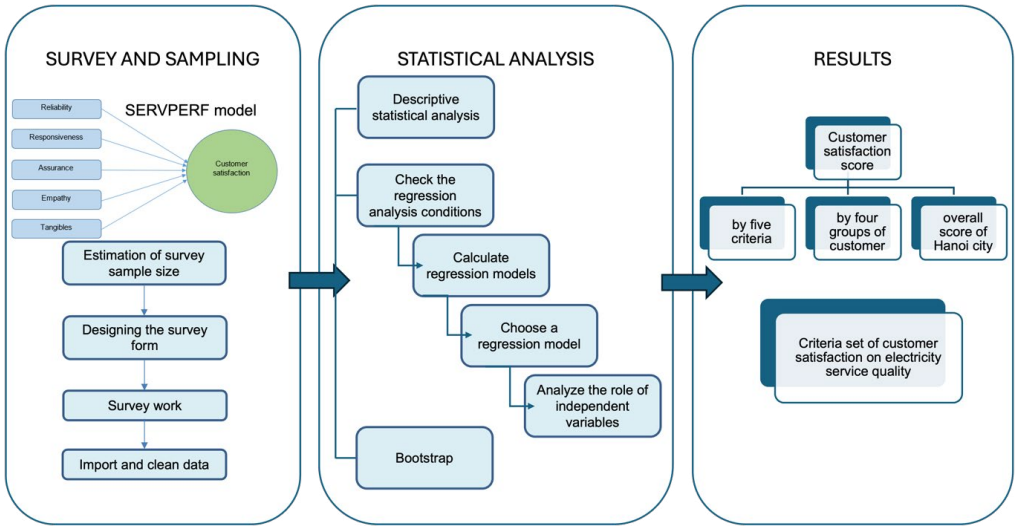 SURVEY AND SAMPLING
SERVPERF model
Reliability
Responsiveness
Assurance
Empathy
Tangibles
Customer
satisfaction
Estimation of survey
sample size
Designing the survey
form
Survey work
Import and clean data
STATISTICAL ANALYSIS
Descriptive
statistical analysis
Check the
regression
analysis conditions
Calculate
regression models
Choose a
regression model
Analyze the role of
independent
variables
Bootstrap
RESULTS
Customer
satisfaction
score
by five
criteria
by four
groups of
customer
overall
score of
Hanoi city
Criteria set of customer
satisfaction on electricity
service quality